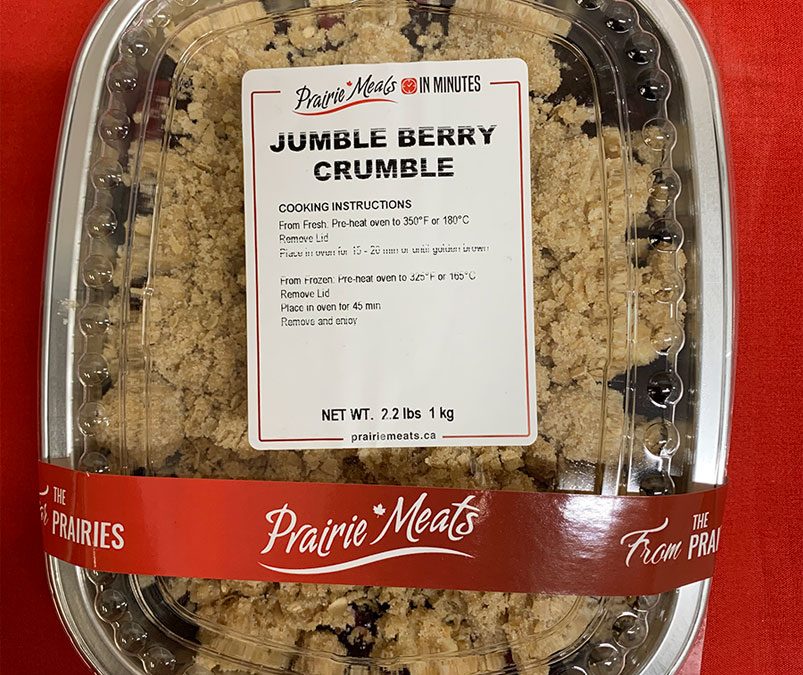 Prairie Meats IN MINUTES
JUMBLE BERRY
CRUMBLE
COOKING INSTRUCTIONS
From Fresh: Pre-heat oven to 350°F or 180°C
Remove Lid
Place in oven for 15 - 20 min or until golden brown
From Frozen: Pre-heat oven to 325°F or 165°C
Remove Lid
Place in oven for 45 min
Remove and enjoy
NET WT. 2.2 lbs 1 kg
prairiemeats.ca
THE
PRAIRIES
Prairie Meats
From THE
PRAI